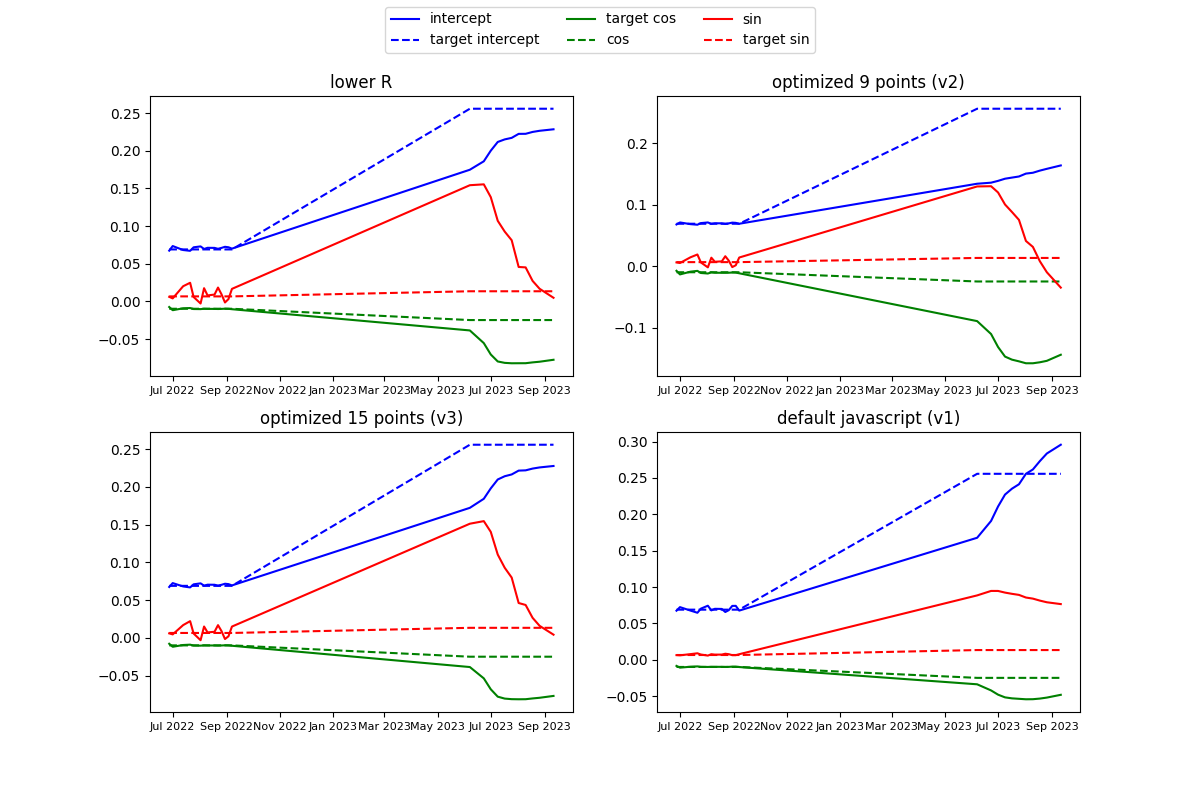 intercept target cos sin
target intercept cos target sin
lower R
0.25
0.20
0.15
0.10
0.05
0.00
−0.05
Jul 2022 Sep 2022 Nov 2022 Jan 2023 Mar 2023 May 2023 Jul 2023 Sep 2023
optimized 9 points (v2)
0.2
0.1
0.0
−0.1
Jul 2022 Sep 2022 Nov 2022 Jan 2023 Mar 2023 May 2023 Jul 2023 Sep 2023
optimized 15 points (v3)
0.25
0.20
0.15
0.10
0.05
0.00
−0.05
Jul 2022 Sep 2022 Nov 2022 Jan 2023 Mar 2023 May 2023 Jul 2023 Sep 2023
default javascript (v1)
0.30
0.25
0.20
0.15
0.10
0.05
0.00
−0.05
Jul 2022 Sep 2022 Nov 2022 Jan 2023 Mar 2023 May 2023 Jul 2023 Sep 2023